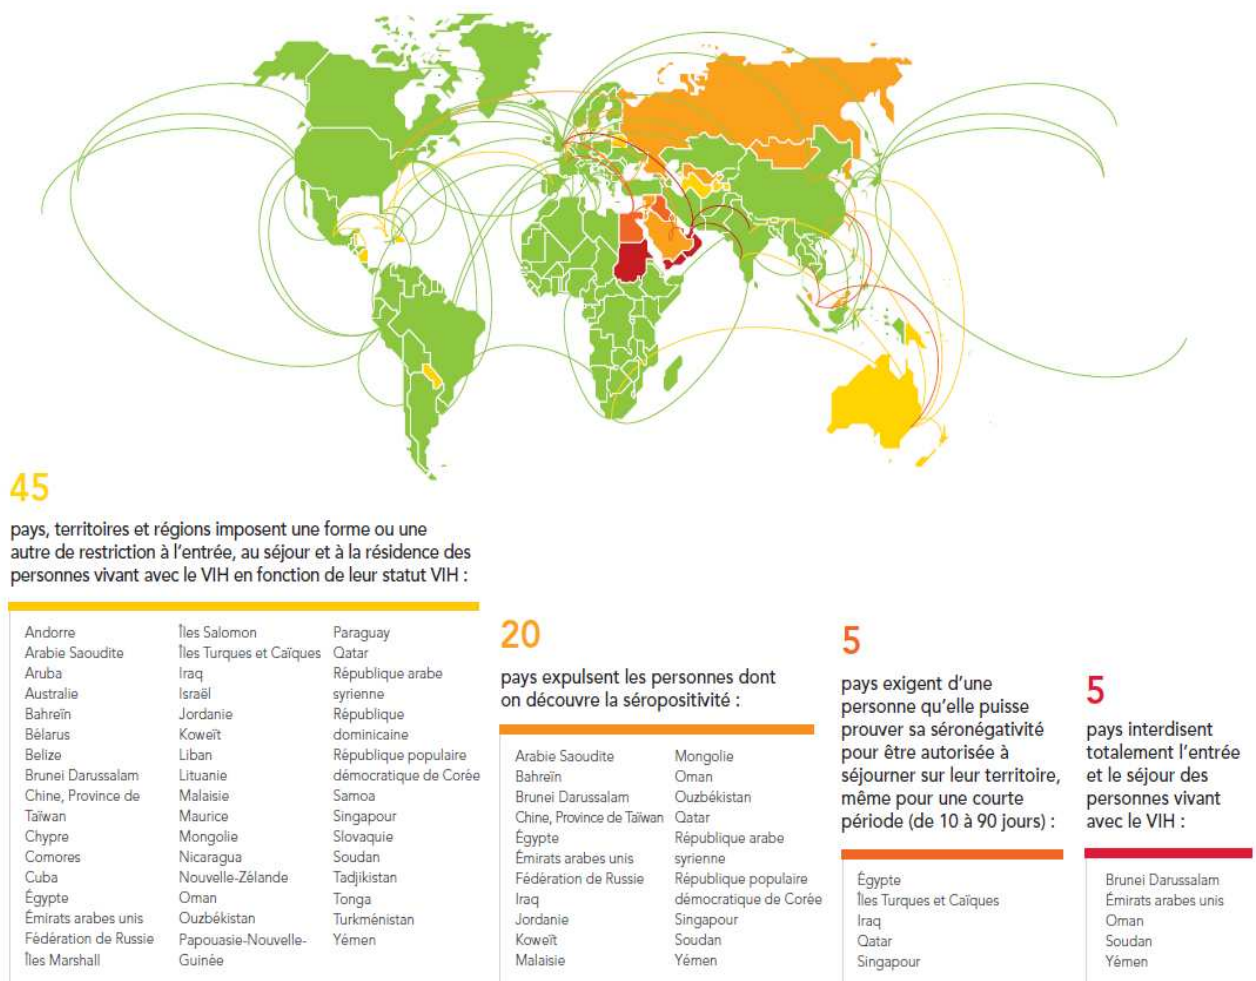 45
pays, territoires et régions imposent une forme ou une
autre de restriction à l'entrée, au séjour et à la résidence des
personnes vivant avec le VIH en fonction de leur statut VIH :
Andorre
Arabie Saoudite
Aruba
Australie
Bahreïn
Bélarus
Belize
Brunei Darussalam
Chine, Province de
Taïwan
Chypre
Comores
Cuba
Égypte
Émirats arabes unis
Fédération de Russie
Îles Marshall
Îles Salomon
Îles Turques et Caïques
Iraq
Israël
Jordanie
Koweït
Liban
Lituanie
Malaisie
Maurice
Mongolie
Nicaragua
Nouvelle-Zélande
Oman
Ouzbékistan
Papouasie-Nouvelle-
Guinée
Paraguay
Qatar
République arabe
syrienne
République
dominicaine
République populaire
démocratique de Corée
Samoa
Singapour
Slovaquie
Soudan
Tadjikistan
Tonga
Turkménistan
Yémen
20
pays expulsent les personnes dont
on découvre la séropositivité :
Arabie Saoudite
Bahreïn
Brunei Darussalam
Chine, Province de Taïwan
Égypte
Émirats arabes unis
Fédération de Russie
Iraq
Jordanie
Koweït
Malaisie
Mongolie
Oman
Ouzbékistan
Qatar
République arabe
syrienne
République populaire
démocratique de Corée
Singapour
Soudan
Yémen
5
pays exigent d'une
personne qu'elle puisse
prouver sa séronégativité
pour être autorisée à
séjourner sur leur territoire,
même pour une courte
période (de 10 à 90 jours) :
Égypte
Îles Turques et Caïques
Iraq
Qatar
Singapour
5
pays interdisent
totalement l'entrée
et le séjour des
personnes vivant
avec le VIH :
Brunei Darussalam
Émirats arabes unis
Oman
Soudan
Yémen